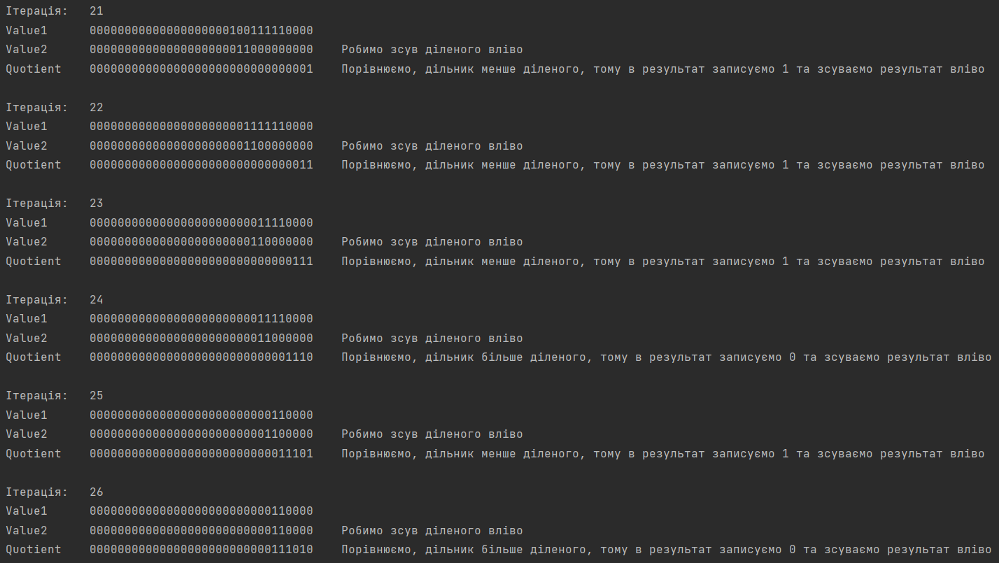 Ітерація:   21
Value1      00000000000000000000100111110000
Value2      00000000000000000000011000000000    Робимо зсув діленого вліво
Quotient    00000000000000000000000000000001    Порівнюємо, дільник менше діленого, тому в результат записуємо 1 та зсуваємо результат вліво
Ітерація:   22
Value1      00000000000000000000001111110000
Value2      00000000000000000000001100000000    Робимо зсув діленого вліво
Quotient    00000000000000000000000000000011    Порівнюємо, дільник менше діленого, тому в результат записуємо 1 та зсуваємо результат вліво
Ітерація:   23
Value1      00000000000000000000000011110000
Value2      00000000000000000000000110000000    Робимо зсув діленого вліво
Quotient    00000000000000000000000000000111    Порівнюємо, дільник менше діленого, тому в результат записуємо 1 та зсуваємо результат вліво
Ітерація:   24
Value1      00000000000000000000000011110000
Value2      00000000000000000000000011000000    Робимо зсув діленого вліво
Quotient    00000000000000000000000000001110    Порівнюємо, дільник більше діленого, тому в результат записуємо 0 та зсуваємо результат вліво
Ітерація:   25
Value1      00000000000000000000000000110000
Value2      00000000000000000000000001100000    Робимо зсув діленого вліво
Quotient    00000000000000000000000000011101    Порівнюємо, дільник менше діленого, тому в результат записуємо 1 та зсуваємо результат вліво
Ітерація:   26
Value1      00000000000000000000000000110000
Value2      00000000000000000000000000110000    Робимо зсув діленого вліво
Quotient    00000000000000000000000000111010    Порівнюємо, дільник більше діленого, тому в результат записуємо 0 та зсуваємо результат вліво